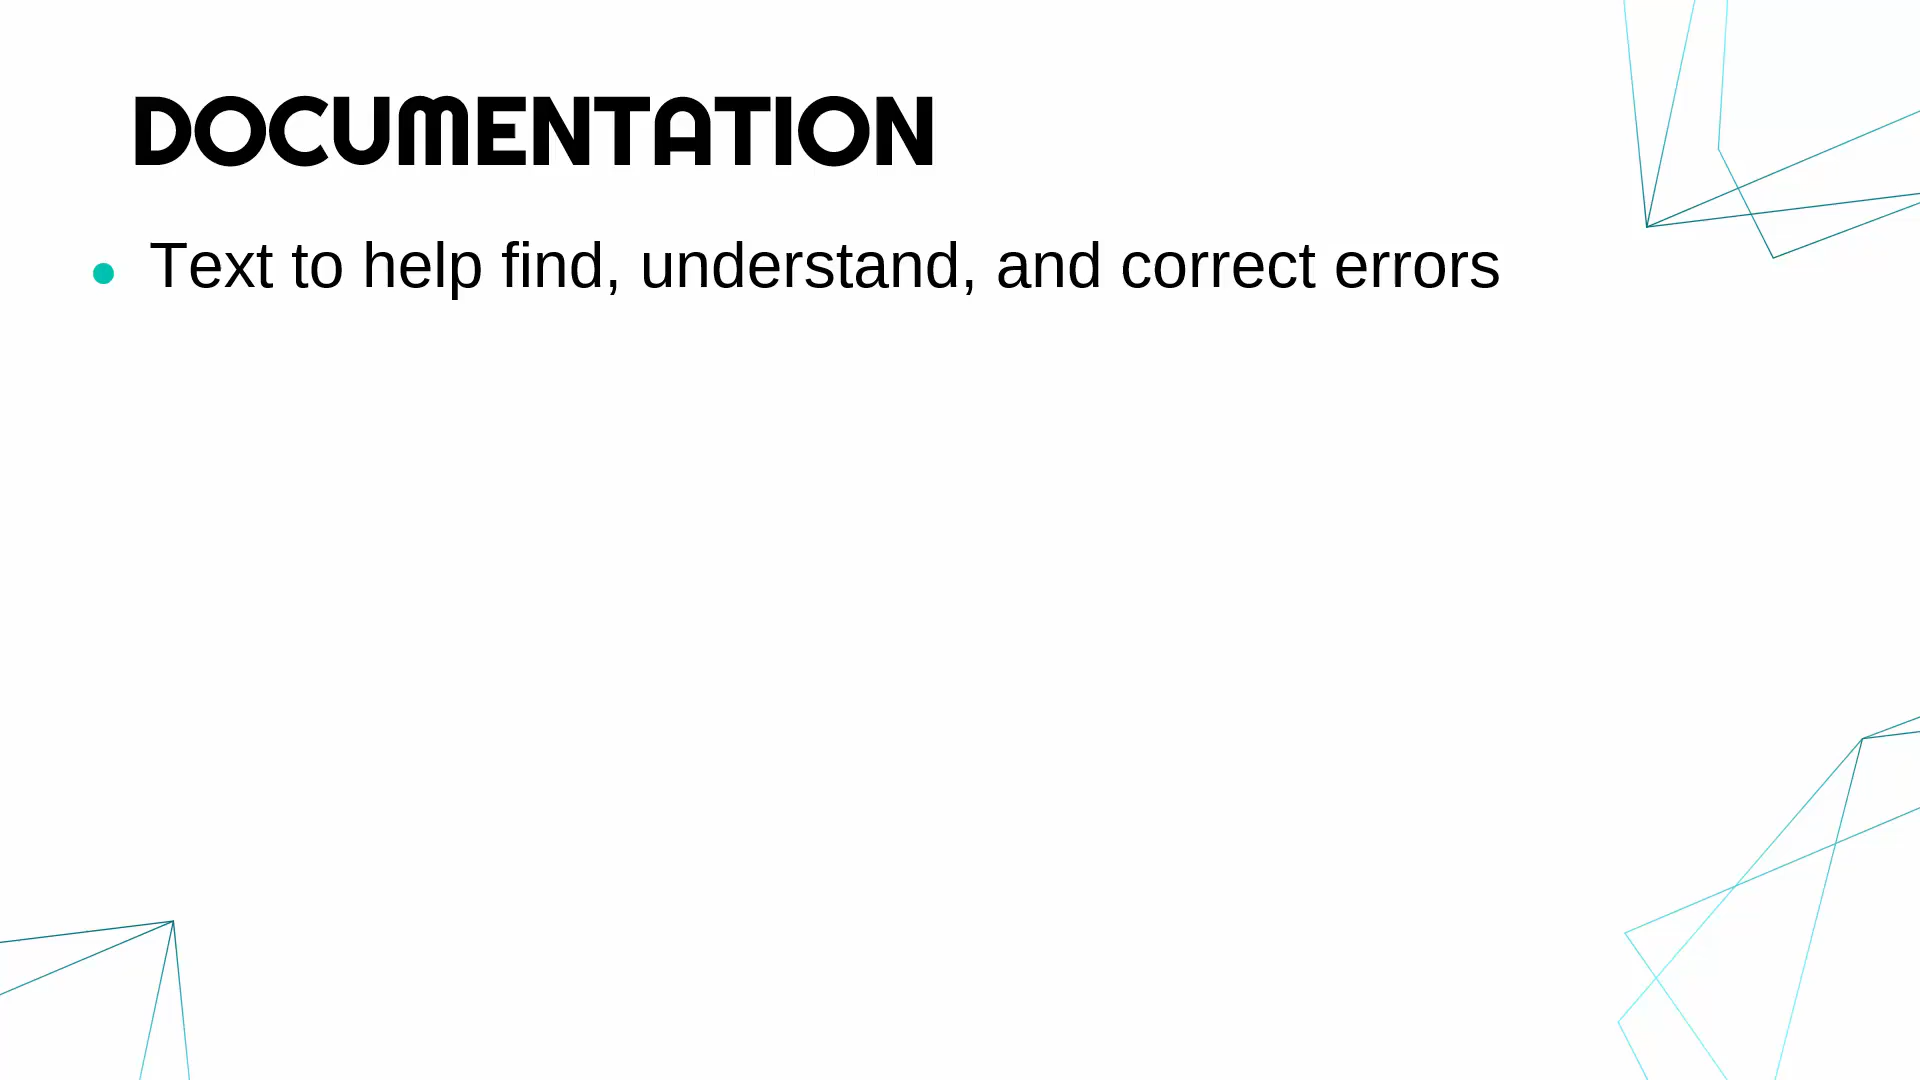 DOCUMENTATION
• Text to help find, understand, and correct errors